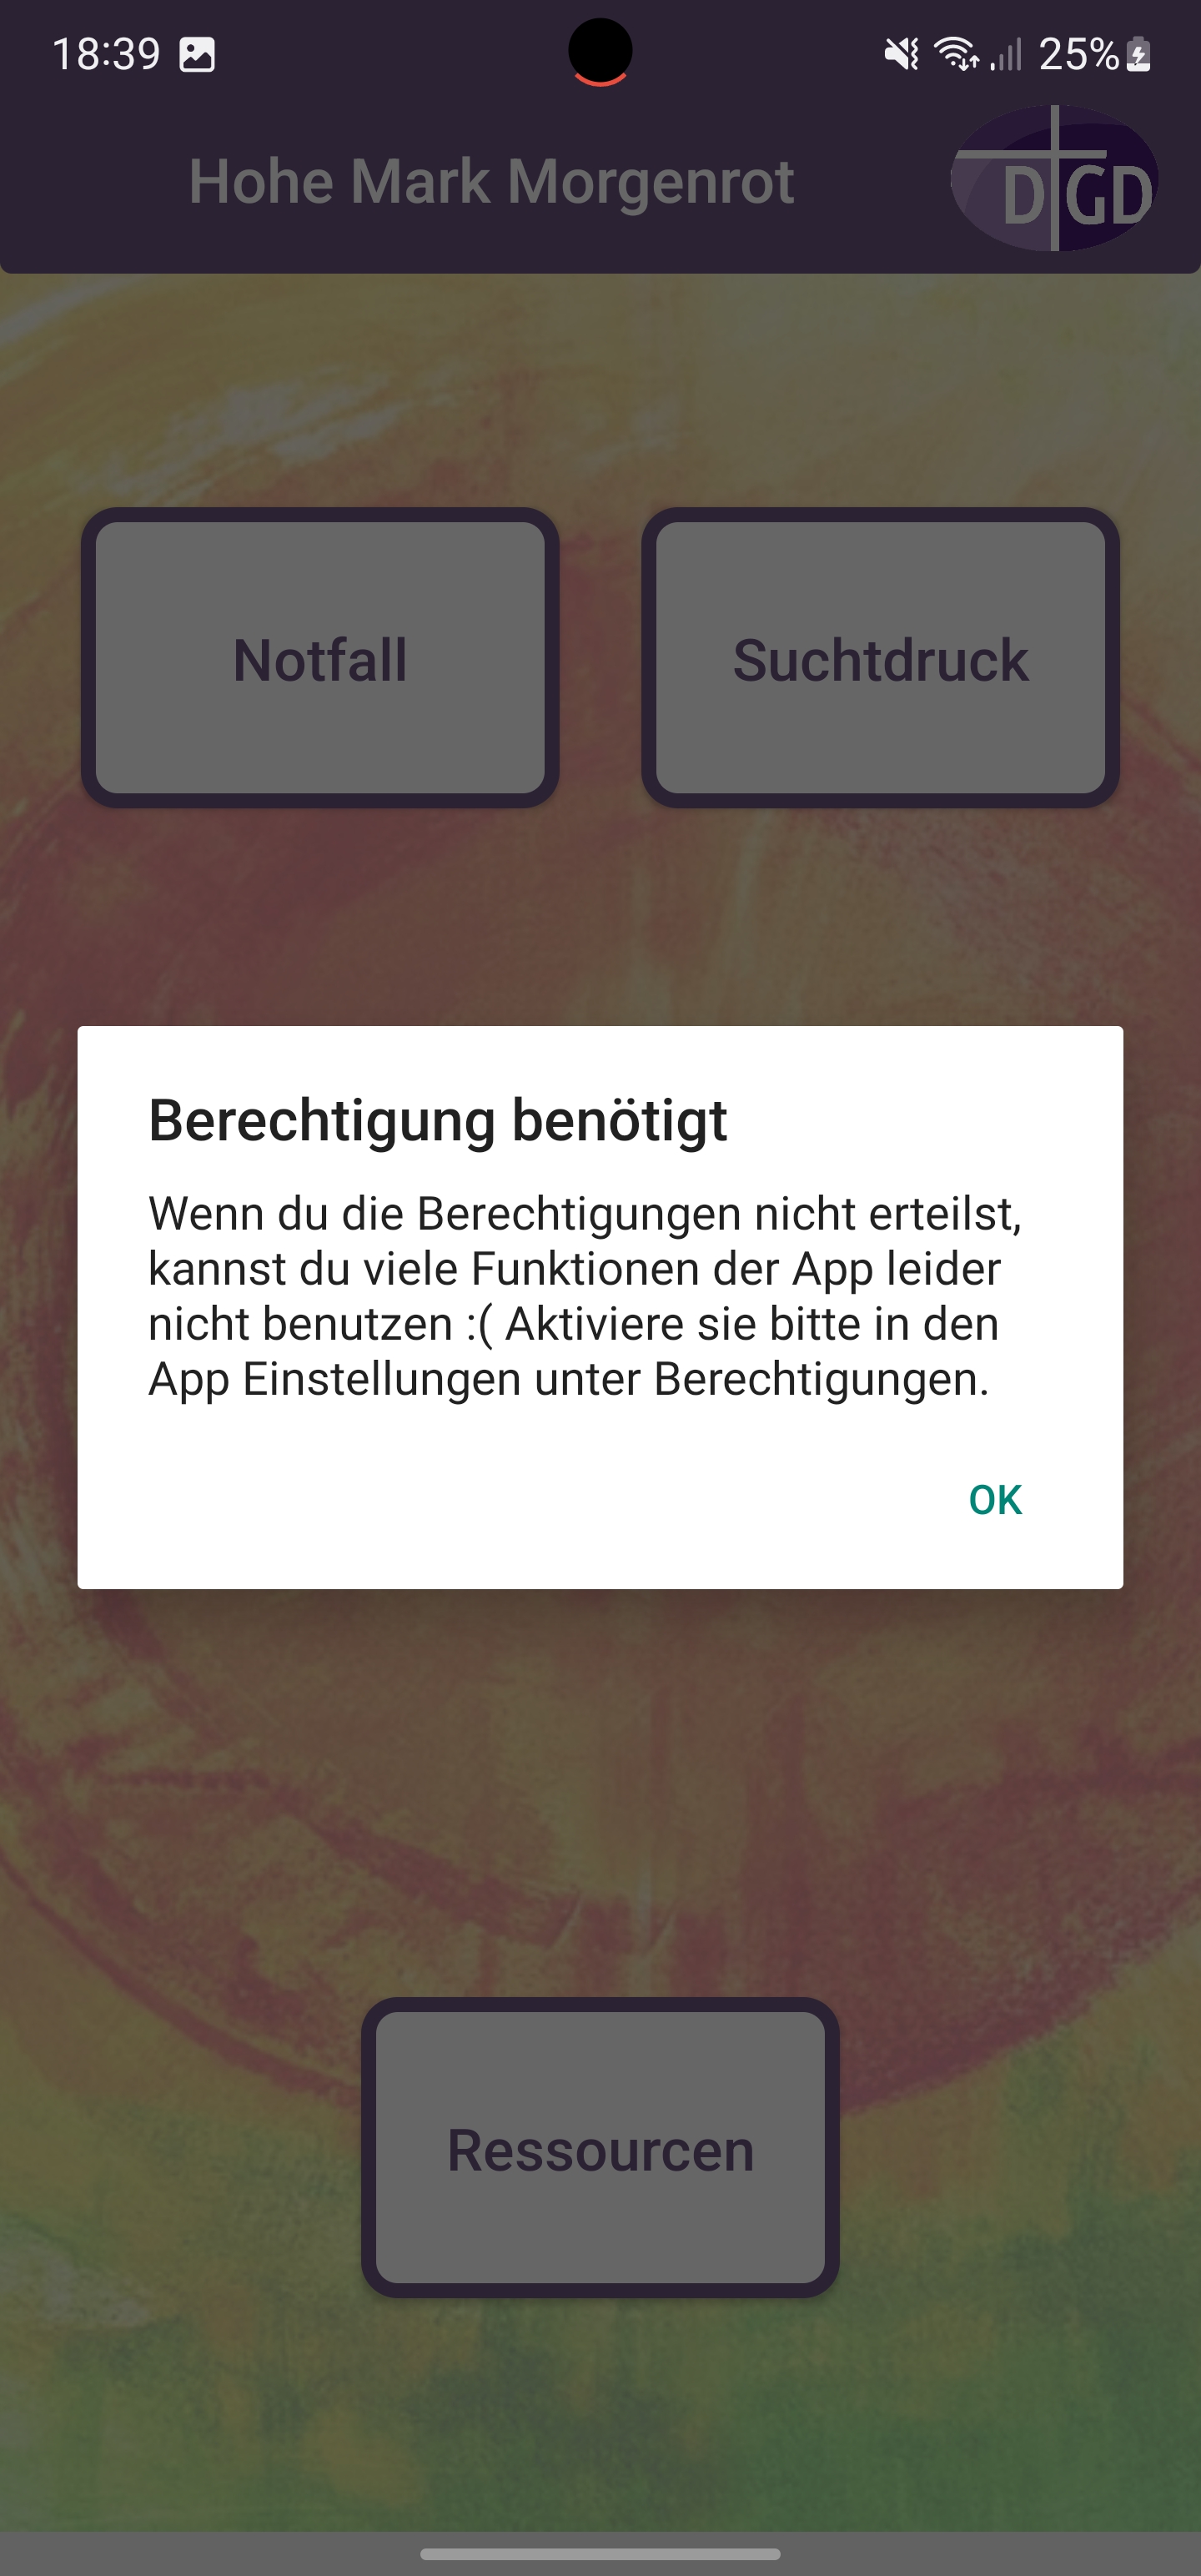 18:39
25%
Hohe Mark Morgenrot
DGD
Notfall
Suchtdruck
Berechtigung benötigt
Wenn du die Berechtigungen nicht erteilst,
kannst du viele Funktionen der App leider
nicht benutzen :( Aktiviere sie bitte in den
App Einstellungen unter Berechtigungen.
OK
Ressourcen